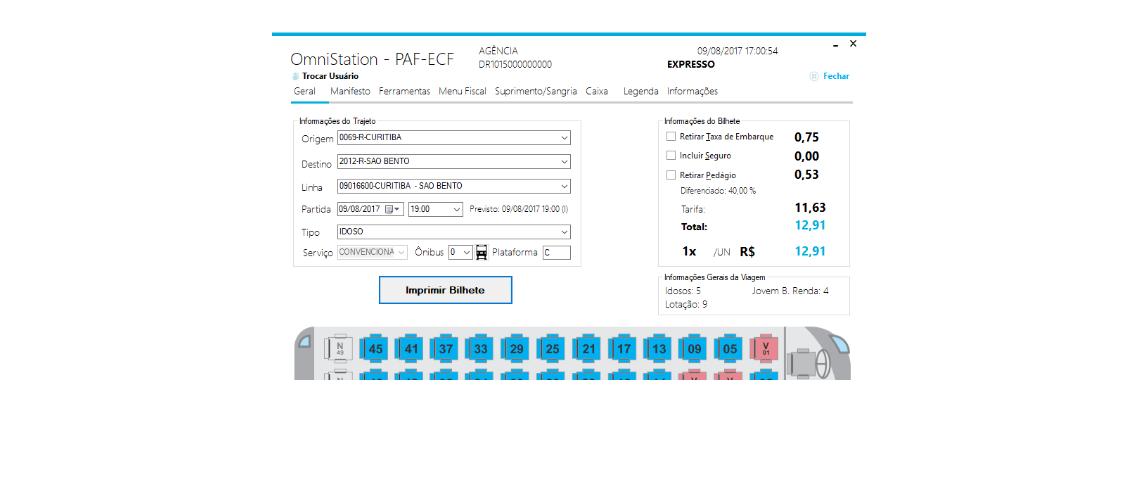 AGÊNCIA
09/08/2017 17:00:54
OmniStation - PAF-ECF
DR1015000000000
EXPRESSO
Trocar Usuário
Fechar
Geral Manifesto Ferramentas Menu Fiscal Suprimento/Sangria Caixa Legenda Informações
Informações do Trajeto
Origem 0069-R-CURITIBA
Destino 2012-R-SAO BENTO
Linha 09016600-CURITIBA - SAO BENTO
Partida 09/08/2017 19:00 Previsto: 09/08/2017 19:00 (I)
Tipo IDOSO
Serviço CONVENCIONA Ônibus 0 Plataforma C
Imprimir Bilhete
Informações do Bilhete
Retirar Taxa de Embarque 0,75
Incluir Seguro 0,00
Retirar Pedágio 0,53
Diferenciado: 40,00 %
Tarifa: 11,63
Total: 12,91
1x /UN R$ 12,91
Informações Gerais da Viagem
Idosos: 5 Jovem B. Renda: 4
Lotação: 9
N 49 45 41 37 33 29 25 21 17 13 09 05 V 01